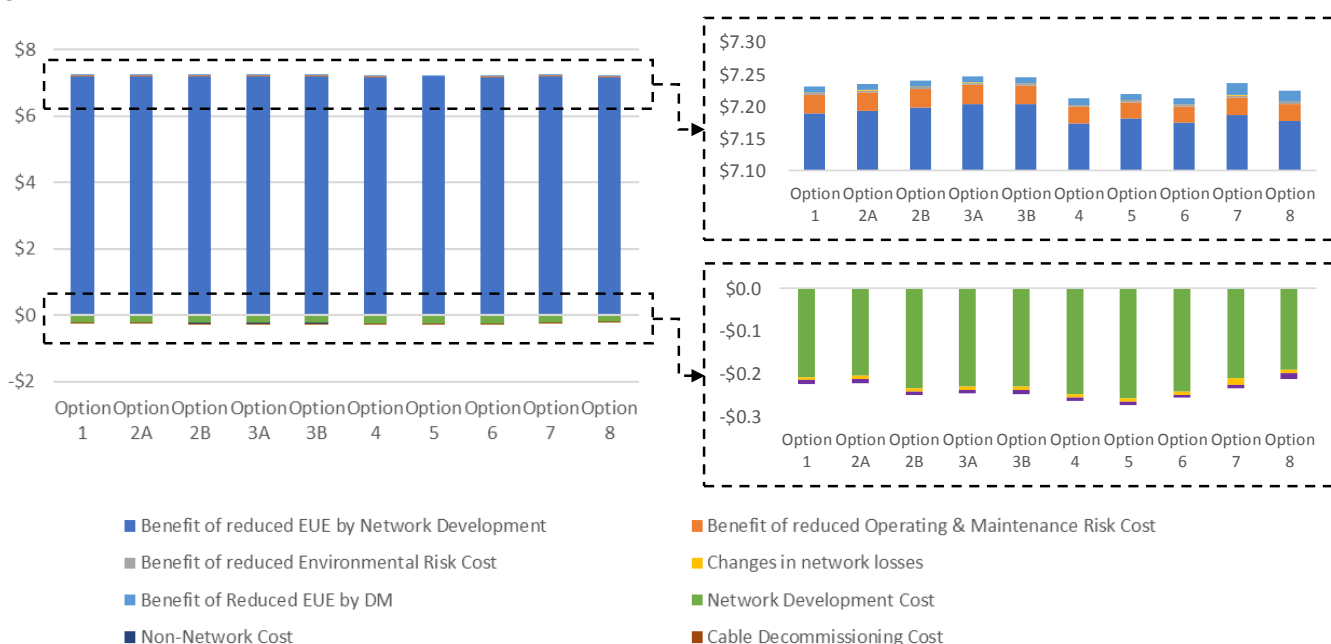 $8
$6
$4
$2
$0
-$2
Option Option Option Option Option Option Option Option Option Option
1 2A 2B 3A 3B 4 5 6 7 8
$7.30
$7.25
$7.20
$7.15
$7.10
Option Option Option Option Option Option Option Option Option Option
1 2A 2B 3A 3B 4 5 6 7 8
$0.0
-$0.1
-$0.2
-$0.3
Option Option Option Option Option Option Option Option Option Option
1 2A 2B 3A 3B 4 5 6 7 8
Benefit of reduced EUE by Network Development
Benefit of reduced Operating & Maintenance Risk Cost
Benefit of reduced Environmental Risk Cost
Changes in network losses
Benefit of Reduced EUE by DM
Network Development Cost
Non-Network Cost
Cable Decommissioning Cost